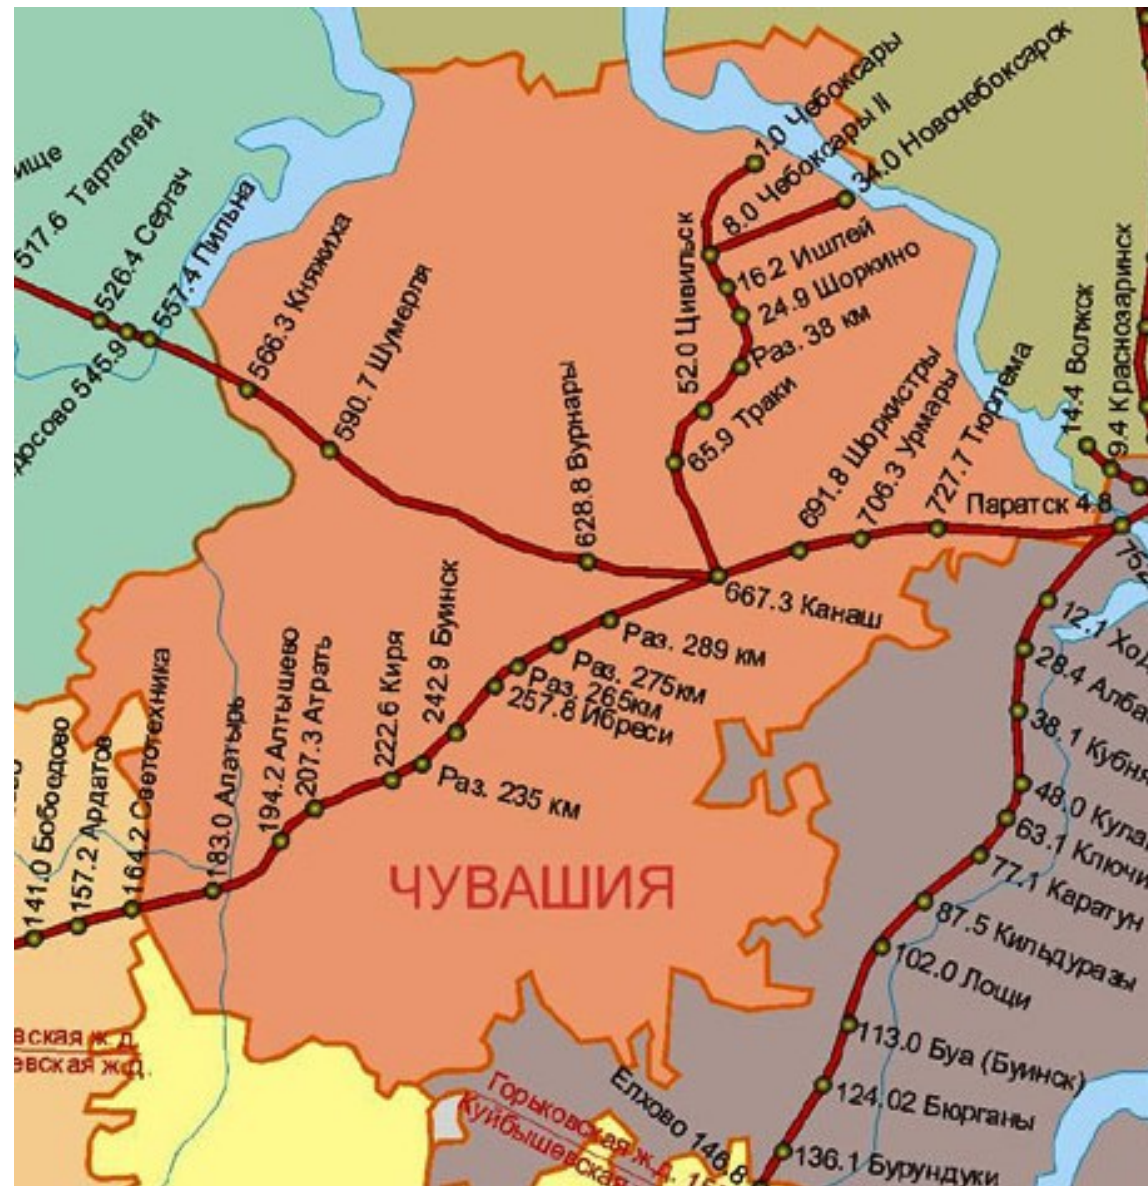 517.6 Тарталей
526.4 Сергач
545.9
557.4 Пильна
566.3 Княжиха
590.7 Шумерля
628.8 Вурнары
1.0 Чебоксары
8.0 Чебоксары II
34.0 Новочебоксарск
16.2 Ишлей
24.9 Шоркино
Раз. 38 км
52.0 Цивильск
65.9 Траки
691.8 Шоркистры
706.3 Урмары
727.7 Тюрлема
Паратск 4.8
14.4 Волжск
9.4 Краснозаринск
667.3 Канаш
Раз. 289 км
Раз. 275км
Раз. 265км
257.8 Ибреси
242.9 Буинск
Раз. 235 км
222.6 Киря
207.3 Атрать
194.2 Алтышево
183.0 Алатырь
164.2 Светотехника
157.2 Ардатов
141.0 Бобоедово
ЧУВАШИЯ
12.1
28.4
38.1
48.0
63.1 Ключи
77.1 Каратун
87.5 Кильдуразы
102.0 Лощи
113.0 Буа (Буинск)
124.02 Бюрганы
136.1 Бурундуки
Елхово 146.8
Горьковская ж.д.
Куйбышевская